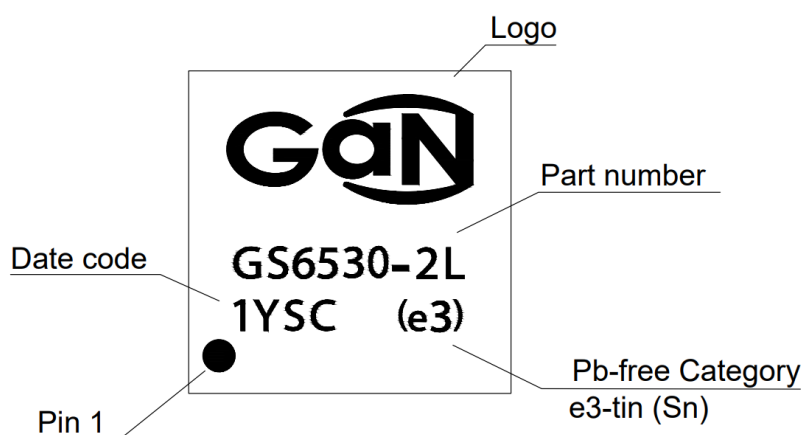 Logo
GaN
Part number
GS6530-2L
Date code
1YSC (e3)
Pb-free Category
e3-tin (Sn)
Pin 1